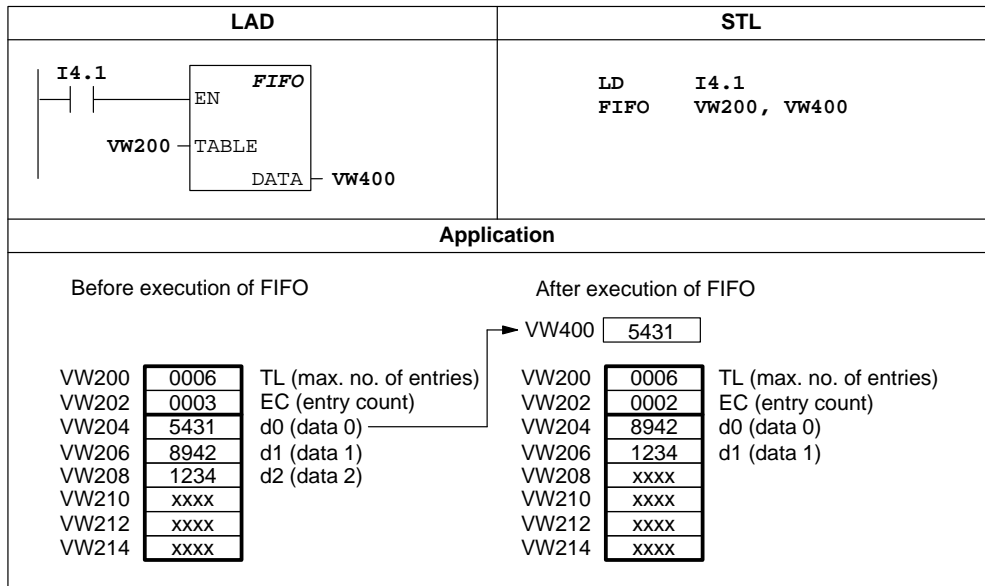 LAD STL
I4.1
FIFO
EN
VW200 TABLE
DATA VW400
LD I4.1
FIFO VW200, VW400
Application
Before execution of FIFO
VW200 0006 TL (max. no. of entries)
VW202 0003 EC (entry count)
VW204 5431 d0 (data 0)
VW206 8942 d1 (data 1)
VW208 1234 d2 (data 2)
VW210 xxxx
VW212 xxxx
VW214 xxxx
After execution of FIFO
VW400 5431
VW200 0006 TL (max. no. of entries)
VW202 0002 EC (entry count)
VW204 8942 d0 (data 0)
VW206 1234 d1 (data 1)
VW208 xxxx
VW210 xxxx
VW212 xxxx
VW214 xxxx